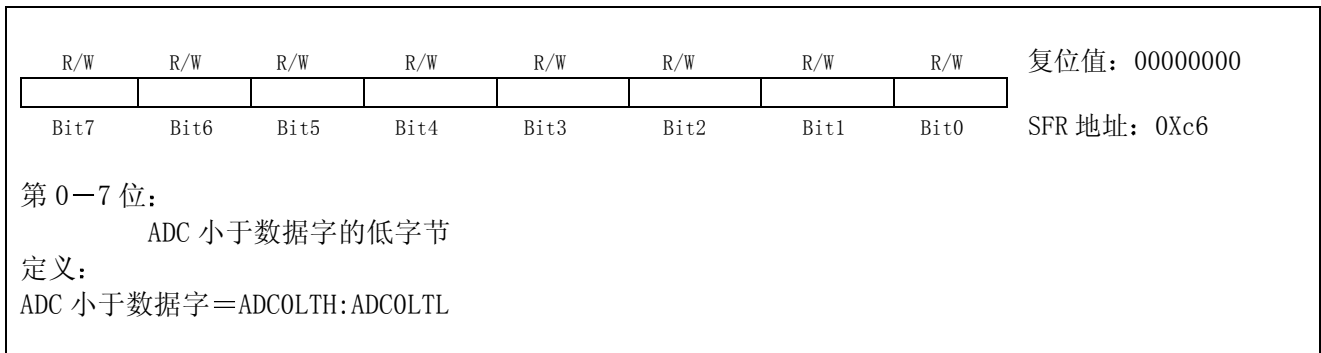 R/W R/W R/W R/W R/W R/W R/W R/W 复位值：00000000
Bit7 Bit6 Bit5 Bit4 Bit3 Bit2 Bit1 Bit0 SFR 地址：0Xc6
第 0－7 位：
ADC 小于数据字的低字节
定义：
ADC 小于数据字＝ADC0LTH:ADC0LTL